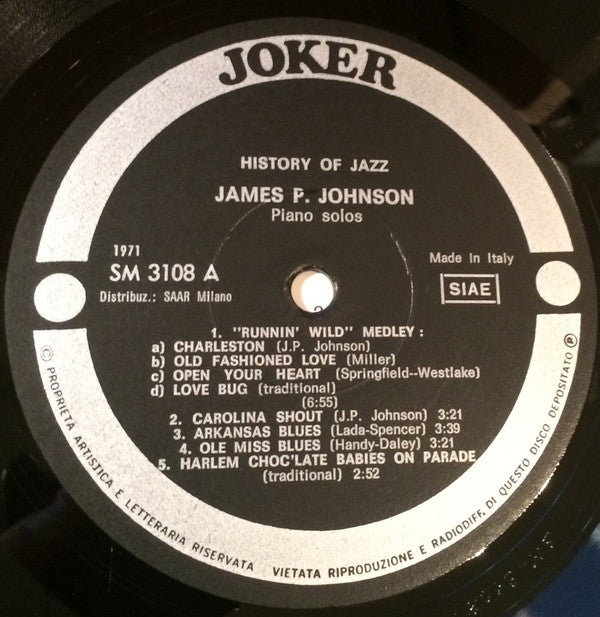 JOKER
HISTORY OF JAZZ
JAMES P. JOHNSON
Piano solos
1971
SM 3108 A
Distribuz.: SAAR Milano
Made in Italy
SIAE
1. "RUNNIN' WILD" MEDLEY :
a) CHARLESTON (J.P. Johnson)
b) OLD FASHIONED LOVE (Miller)
c) OPEN YOUR HEART (Springfield--Westlake)
d) LOVE BUG (traditional)
(6:55)
2. CAROLINA SHOUT (J.P. Johnson) 3:21
3. ARKANSAS BLUES (Lada-Spencer) 3:39
4. OLE MISS BLUES (Handy-Daley) 3:21
5. HARLEM CHOC'LATE BABIES ON PARADE
(traditional) 2:52
© PROPRIETA ARTISTICA E LETTERARIA RISERVATA VIETATA RIPRODUZIONE E RADIODIFF. DI QUESTO DISCO DEPOSITATO ℗